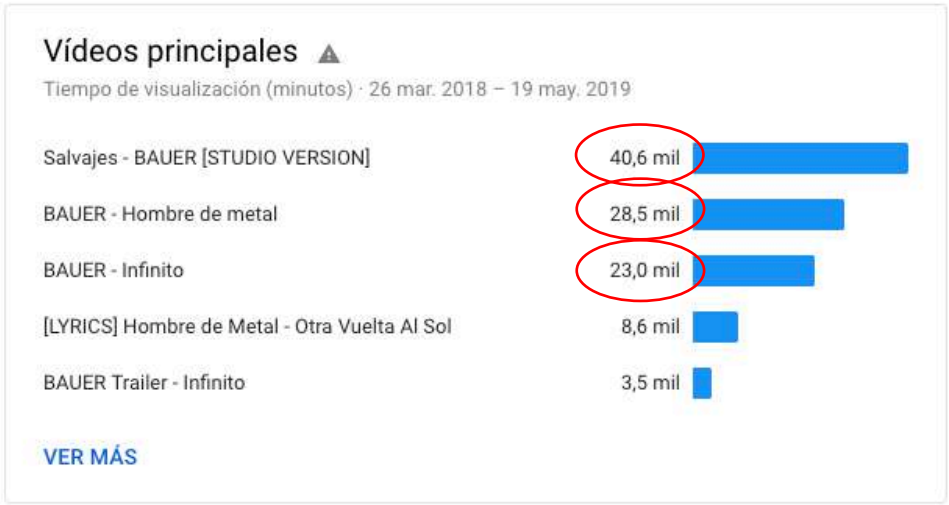 Vídeos principales
Tiempo de visualización (minutos) · 26 mar. 2018 – 19 may. 2019
Salvajes - BAUER [STUDIO VERSION] 40,6 mil
BAUER - Hombre de metal 28,5 mil
BAUER - Infinito 23,0 mil
[LYRICS] Hombre de Metal - Otra Vuelta Al Sol 8,6 mil
BAUER Trailer - Infinito 3,5 mil
VER MÁS